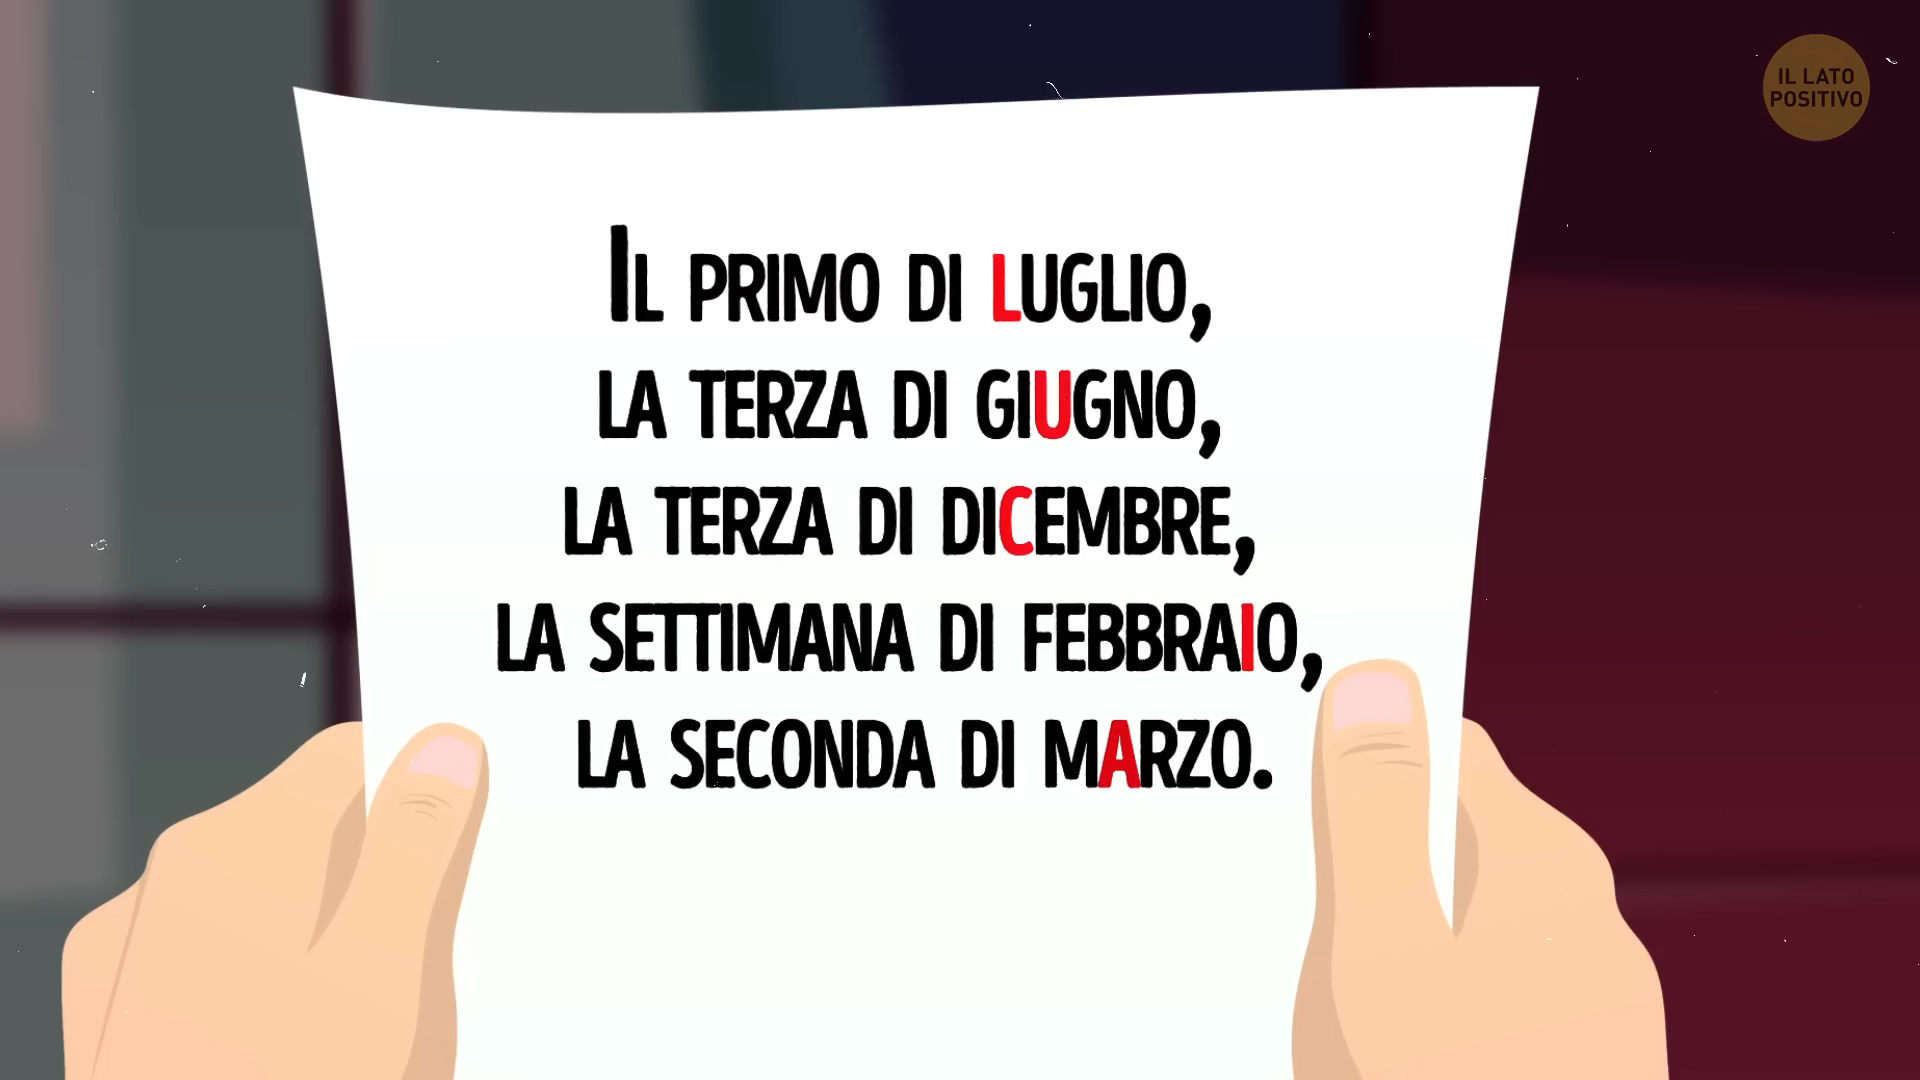 IL LATO
POSITIVO
IL PRIMO DI LUGLIO,
LA TERZA DI GIUGNO,
LA TERZA DI DICEMBRE,
LA SETTIMANA DI FEBBRAIO,
LA SECONDA DI MARZO.